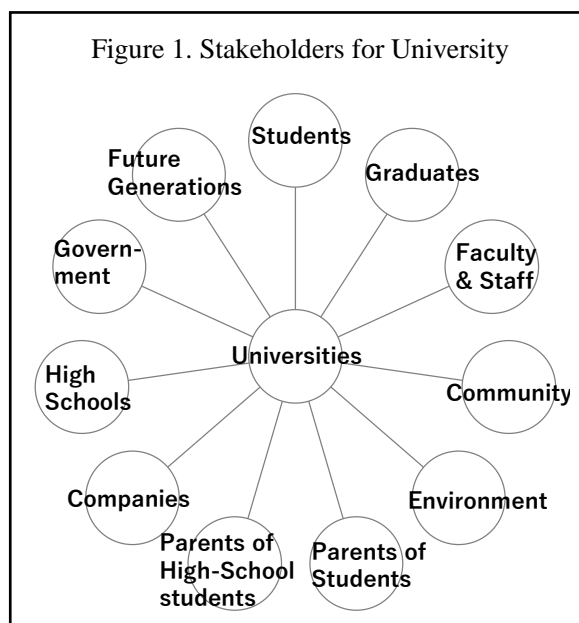 Figure 1. Stakeholders for University
Students
Graduates
Faculty
& Staff
Community
Environment
Parents of
Students
Parents of
High-School
students
Companies
High
Schools
Govern-
ment
Future
Generations
Universities